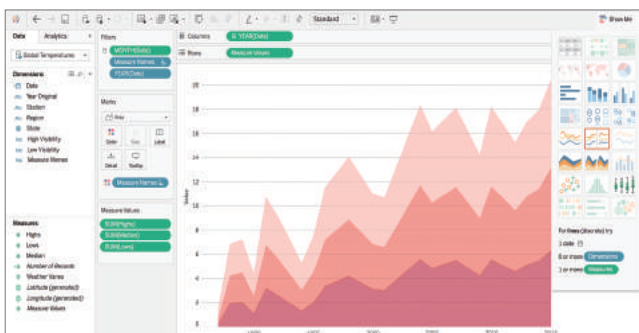 Standard
Show Me
Data
Analytics
Filters
Columns
YEAR(Date)
MONTH(Date)
Rows
Measure Values
Global Temperatures
Measure Names
YEAR(Date)
Dimensions
Marks
Date
Year Original
Station
Region
State
High Visibility
Low Visibility
Measure Names
Area
Color
Size
Label
Detail
Tooltip
Measure Names
Measures
Highs
Lows
Median
Number of Records
Weather Vanes
Latitude (generated)
Longitude (generated)
Measure Values
Measure Values
SUM(Highs)
SUM(Median)
SUM(Lows)
Value
20
18
16
14
12
10
8
6
4
2
0
For lines (discrete) try
1 date
0 or more
Dimensions
1 or more
Measures